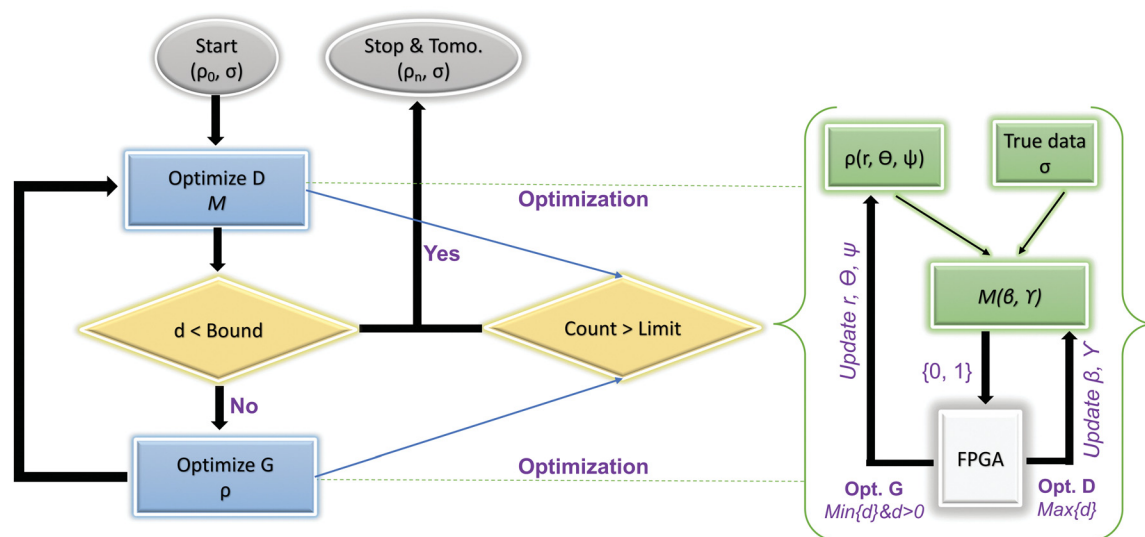 Start
(ρ₀, σ)
Stop & Tomo.
(ρₙ, σ)
Optimize D
M
Optimization
Yes
d < Bound
Count > Limit
No
Optimize G
ρ
Optimization
ρ(r, Ө, ψ)
True data
σ
M(β, ϒ)
Update r, Ө, ψ
{0, 1}
Update β, ϒ
FPGA
Opt. G
Min{d}&d>0
Opt. D
Max{d}